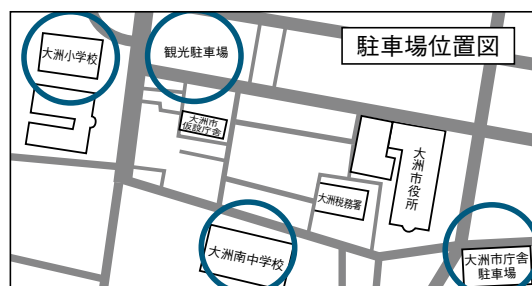 駐車場位置図
大洲小学校
観光駐車場
大洲市
仮設庁舎
大洲市役所
大洲税務署
大洲南中学校
大洲市庁舎
駐車場